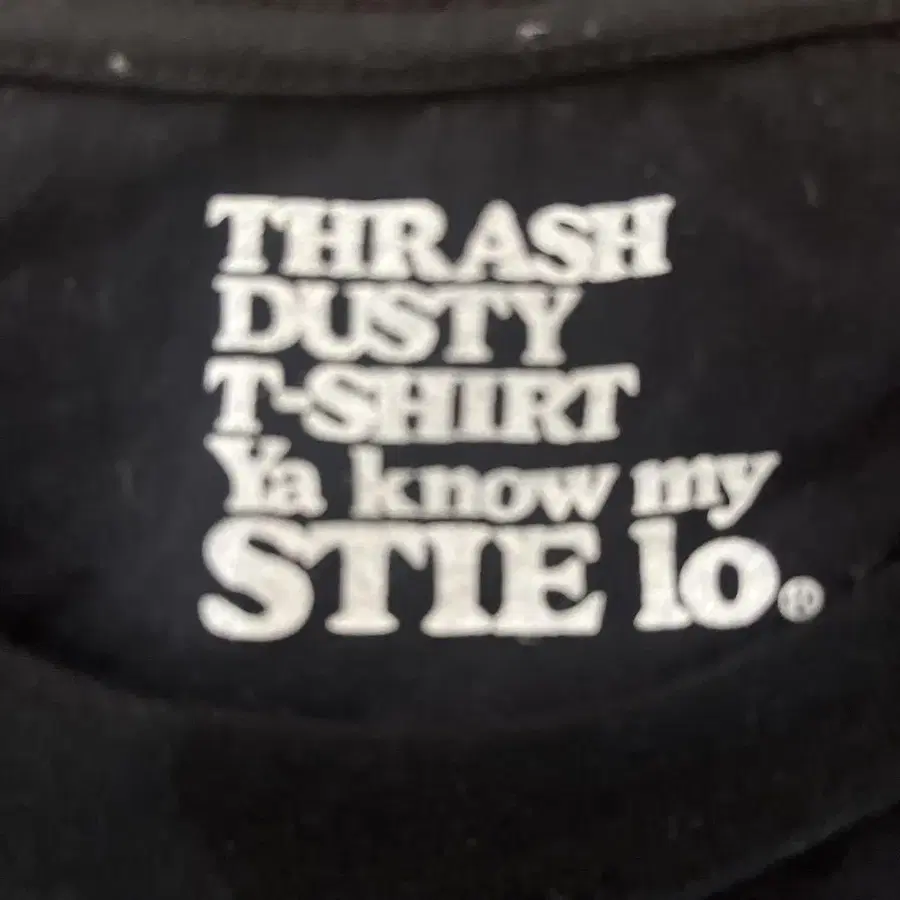 THRASH
DUSTY
T-SHIRT
Ya know my
STIE lo.®